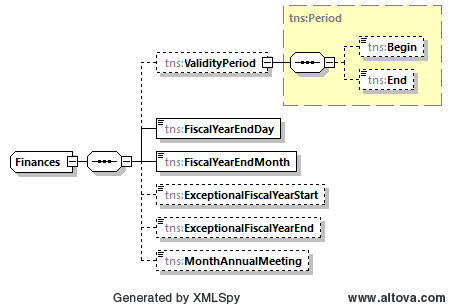 tns:Period
tns:Begin
tns:ValidityPeriod
tns:End
tns:FiscalYearEndDay
Finances
tns:FiscalYearEndMonth
tns:ExceptionalFiscalYearStart
tns:ExceptionalFiscalYearEnd
tns:MonthAnnualMeeting
Generated by XMLSpy
www.altova.com